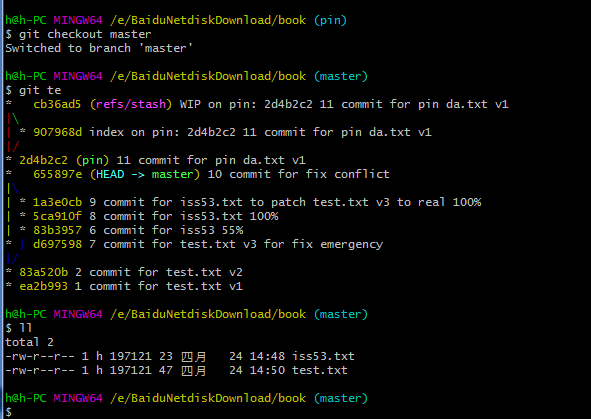 h@h-PC MINGW64 /e/BaiduNetdiskDownload/book (pin)
$ git checkout master
Switched to branch 'master'

h@h-PC MINGW64 /e/BaiduNetdiskDownload/book (master)
$ git te
*   cb36ad5 (refs/stash) WIP on pin: 2d4b2c2 11 commit for pin da.txt v1
|\
| * 907968d index on pin: 2d4b2c2 11 commit for pin da.txt v1
|/
* 2d4b2c2 (pin) 11 commit for pin da.txt v1
*   655897e (HEAD -> master) 10 commit for fix conflict
|\
| * 1a3e0cb 9 commit for iss53.txt to patch test.txt v3 to real 100%
| * 5ca910f 8 commit for iss53.txt 100%
| * 83b3957 6 commit for iss53 55%
* | d697598 7 commit for test.txt v3 for fix emergency
|/
* 83a520b 2 commit for test.txt v2
* ea2b993 1 commit for test.txt v1

h@h-PC MINGW64 /e/BaiduNetdiskDownload/book (master)
$ ll
total 2
-rw-r--r-- 1 h 197121 23 四月   24 14:48 iss53.txt
-rw-r--r-- 1 h 197121 47 四月   24 14:50 test.txt

h@h-PC MINGW64 /e/BaiduNetdiskDownload/book (master)
$